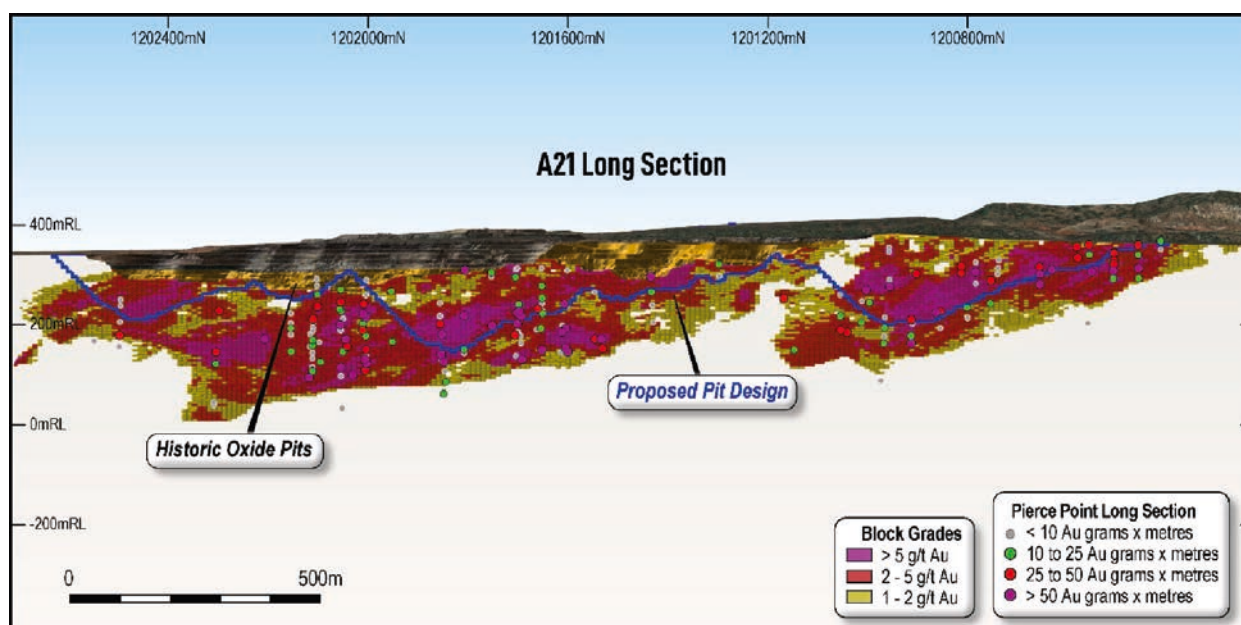 1202400mN 1202000mN 1201600mN 1201200mN 1200800mN
A21 Long Section
400mRL
200mRL
0mRL
-200mRL
Proposed Pit Design
Historic Oxide Pits
0 500m
Block Grades
> 5 g/t Au
2 - 5 g/t Au
1 - 2 g/t Au
Pierce Point Long Section
< 10 Au grams x metres
10 to 25 Au grams x metres
25 to 50 Au grams x metres
> 50 Au grams x metres